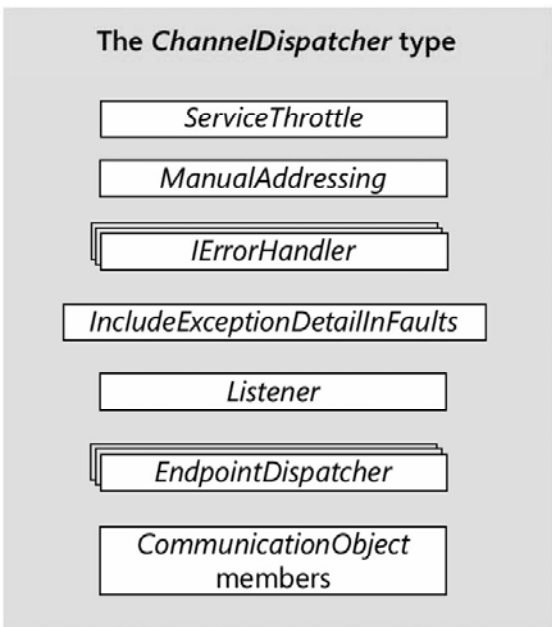 The ChannelDispatcher type
ServiceThrottle
ManualAddressing
IErrorHandler
IncludeExceptionDetailInFaults
Listener
EndpointDispatcher
CommunicationObject
members